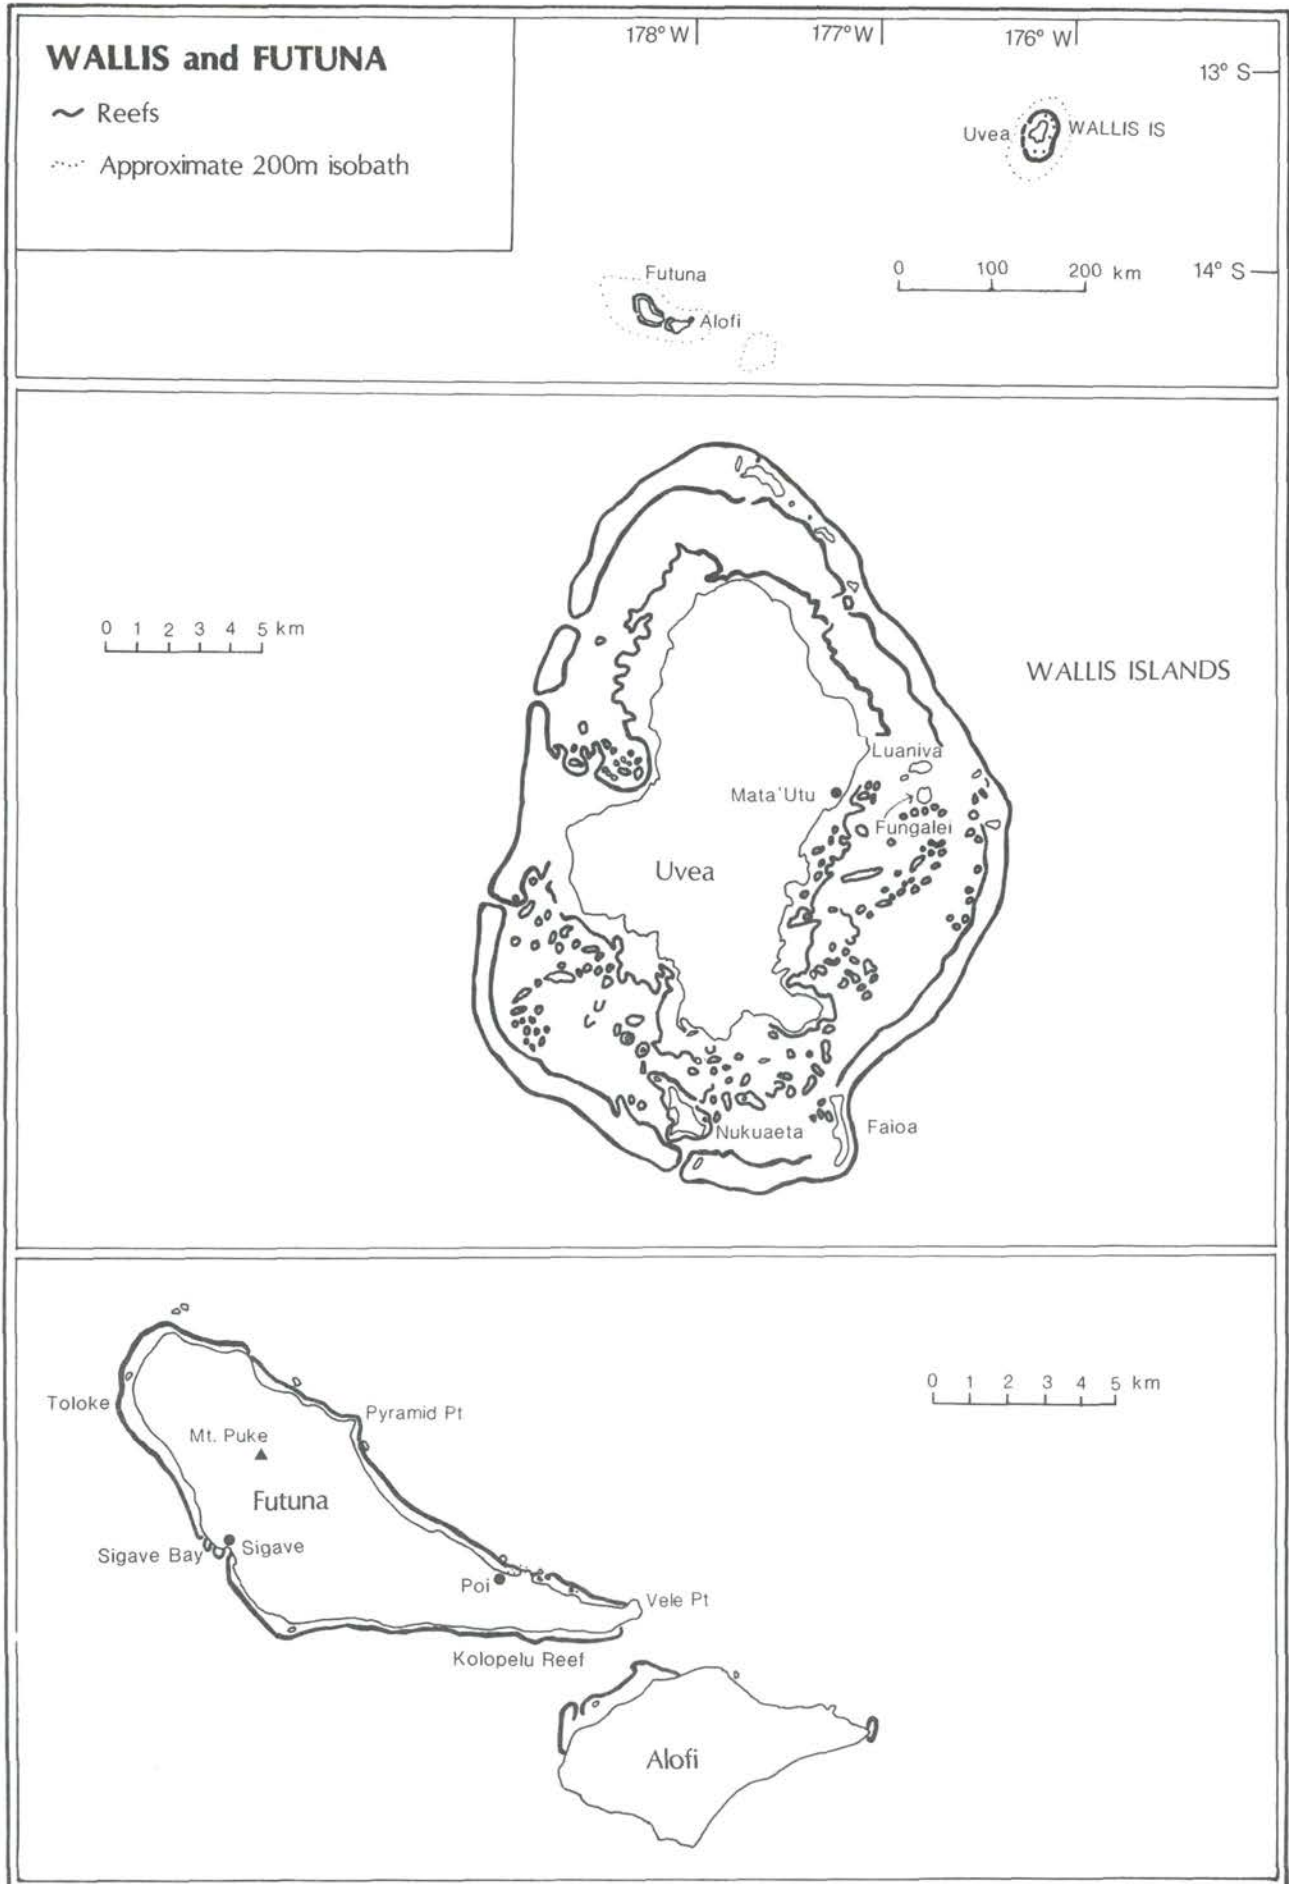 WALLIS and FUTUNA
Reefs
Approximate 200m isobath
178° W
177° W
176° W
13° S
Uvea
WALLIS IS
14° S
0 100 200 km
Futuna
Alofi
0 1 2 3 4 5 km
WALLIS ISLANDS
Luaniva
Mata'Utu
Fungalei
Uvea
Nukuaeta
Faioa
0 1 2 3 4 5 km
Toloke
Pyramid Pt
Mt. Puke
Futuna
Sigave Bay
Sigave
Poi
Vele Pt
Kolopelu Reef
Alofi